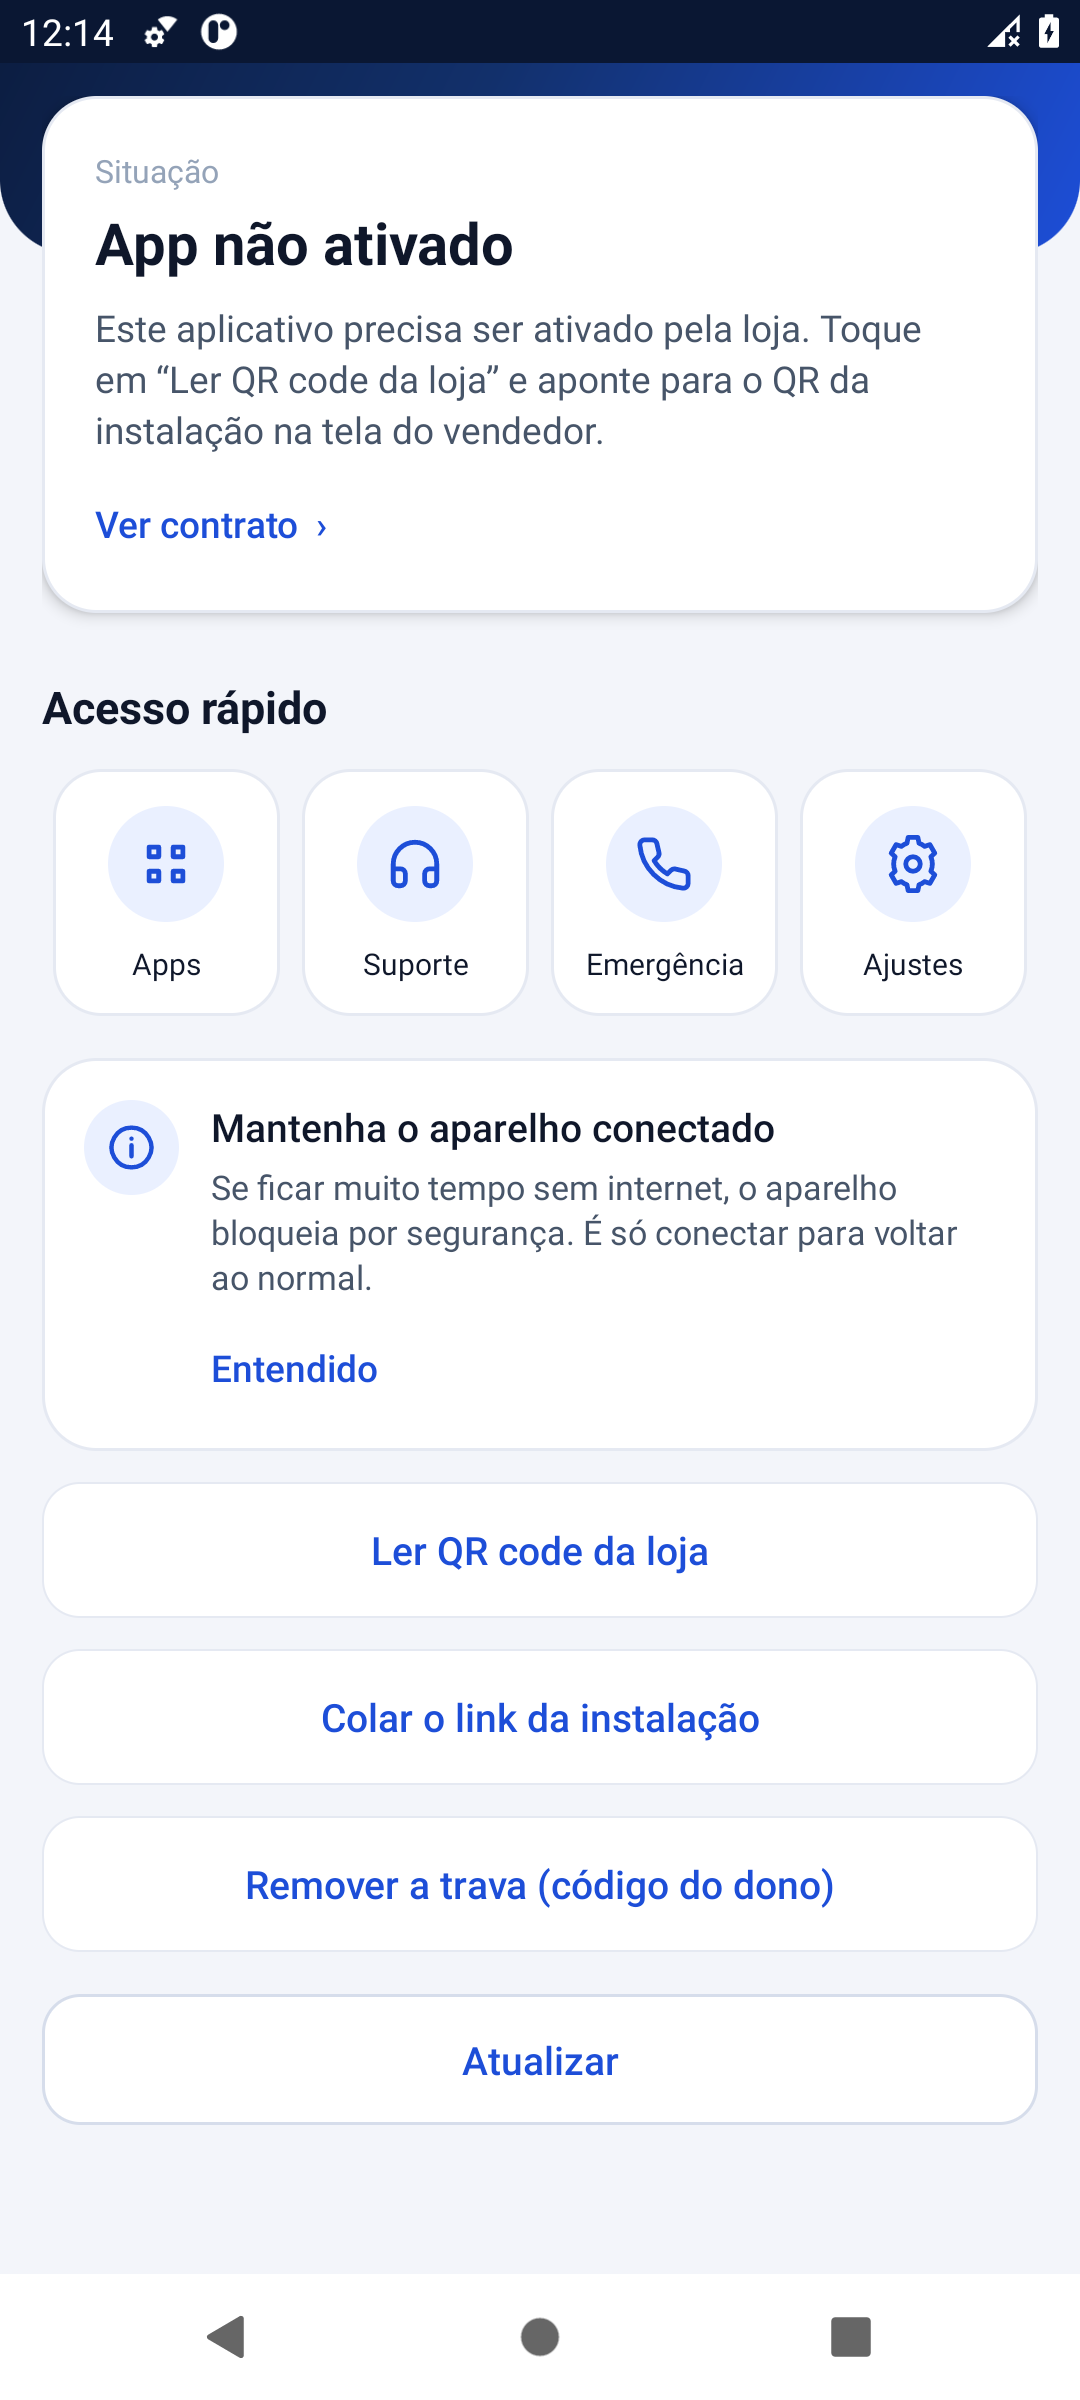 12:14
Situação
App não ativado
Este aplicativo precisa ser ativado pela loja. Toque
em “Ler QR code da loja” e aponte para o QR da
instalação na tela do vendedor.
Ver contrato ›
Acesso rápido
Apps
Suporte
Emergência
Ajustes
Mantenha o aparelho conectado
Se ficar muito tempo sem internet, o aparelho
bloqueia por segurança. É só conectar para voltar
ao normal.
Entendido
Ler QR code da loja
Colar o link da instalação
Remover a trava (código do dono)
Atualizar